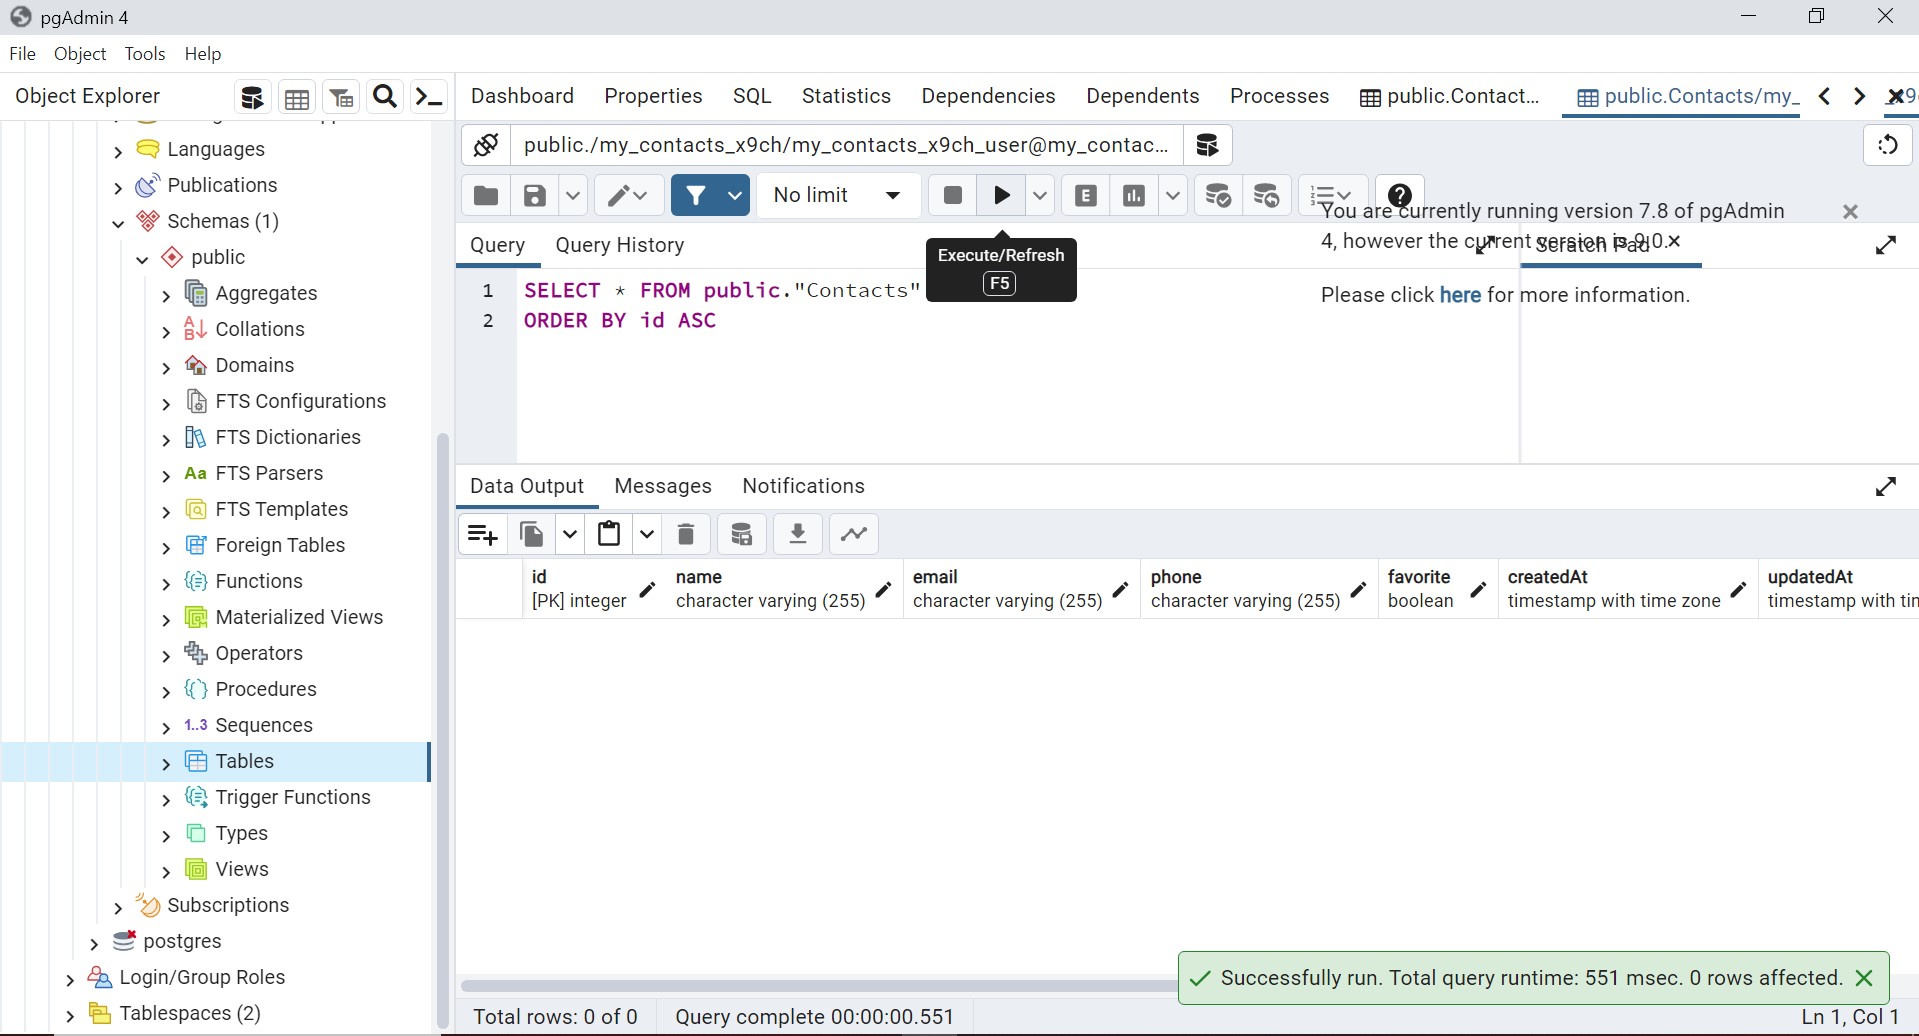 pgAdmin 4
File Object Tools Help
Object Explorer
Dashboard Properties SQL Statistics Dependencies Dependents Processes public.Contact... public.Contacts/my_
public./my_contacts_x9ch/my_contacts_x9ch_user@my_contac...
No limit
E
You are currently running version 7.8 of pgAdmin
4, however the current version is 9.0.
Please click here for more information.
Query Query History
Scratch Pad
Execute/Refresh
F5
1 SELECT * FROM public."Contacts"
2 ORDER BY id ASC
Languages
Publications
Schemas (1)
public
Aggregates
Collations
Domains
FTS Configurations
FTS Dictionaries
Aa FTS Parsers
FTS Templates
Foreign Tables
Functions
Materialized Views
Operators
Procedures
1..3 Sequences
Tables
Trigger Functions
Types
Views
Subscriptions
postgres
Login/Group Roles
Tablespaces (2)
Data Output Messages Notifications
id name email phone favorite createdAt updatedAt
[PK] integer character varying (255) character varying (255) character varying (255) boolean timestamp with time zone timestamp with tim
Successfully run. Total query runtime: 551 msec. 0 rows affected.
Total rows: 0 of 0 Query complete 00:00:00.551 Ln 1, Col 1